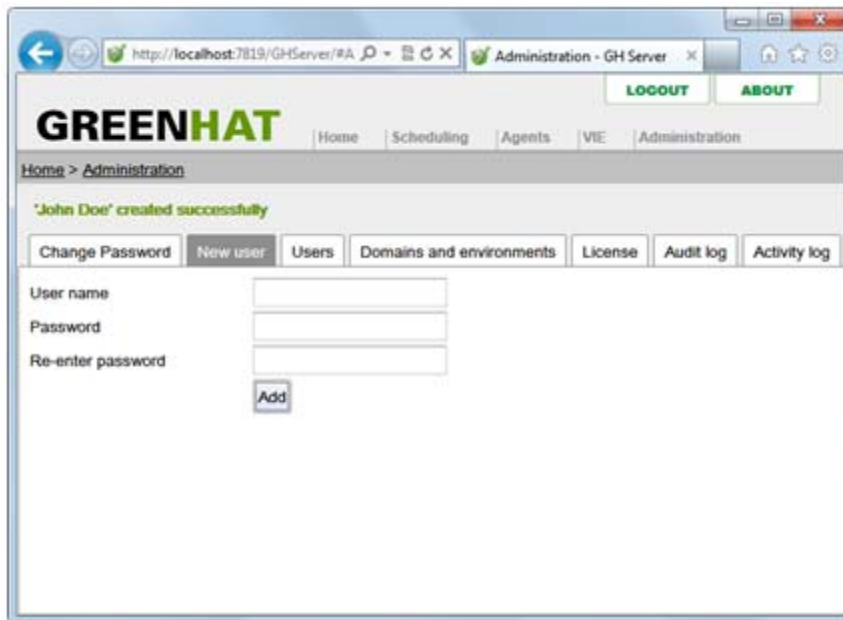 http://localhost:7819/GHServer/#A
Administration - GH Server
LOGOUT
ABOUT
GREENHAT
Home
Scheduling
Agents
VIE
Administration
Home > Administration
'John Doe' created successfully
Change Password
New user
Users
Domains and environments
License
Audit log
Activity log
User name
Password
Re-enter password
Add